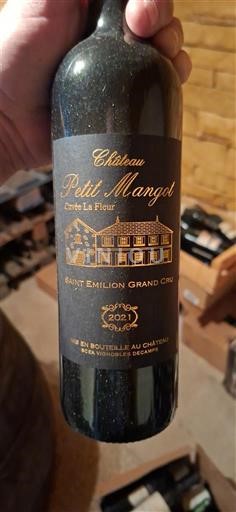 Château
Petit Mangot
Cuvée La Fleur
SAINT EMILION GRAND CRU
2021
MIS EN BOUTEILLE AU CHÂTEAU
SCEA VIGNOBLES DECAMPS